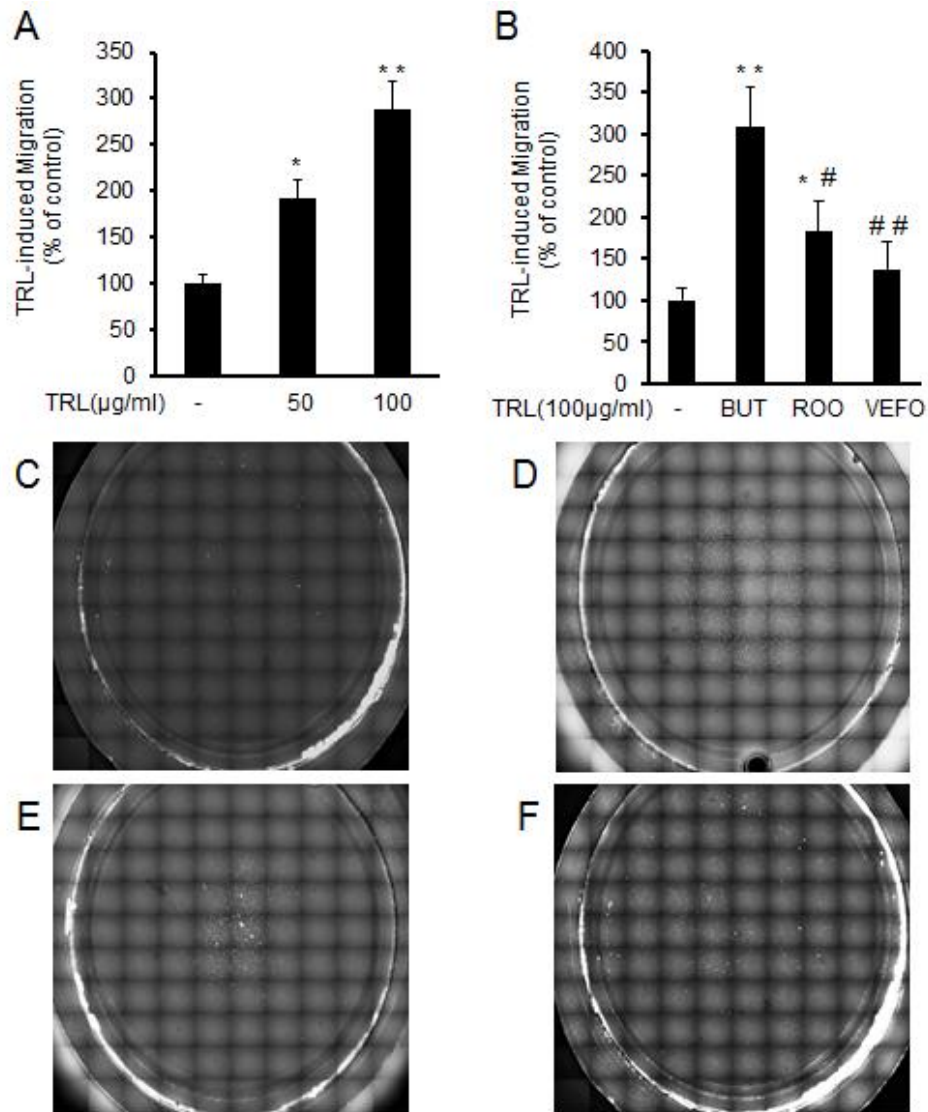 A
TRL-induced Migration
(% of control)
350
300
250
200
150
100
50
0
* *
*
TRL(μg/ml) - 50 100
B
TRL-induced Migration
(% of control)
400
350
300
250
200
150
100
50
0
* *
* #
# #
TRL(100μg/ml) - BUT ROO VEFO
C
D
E
F